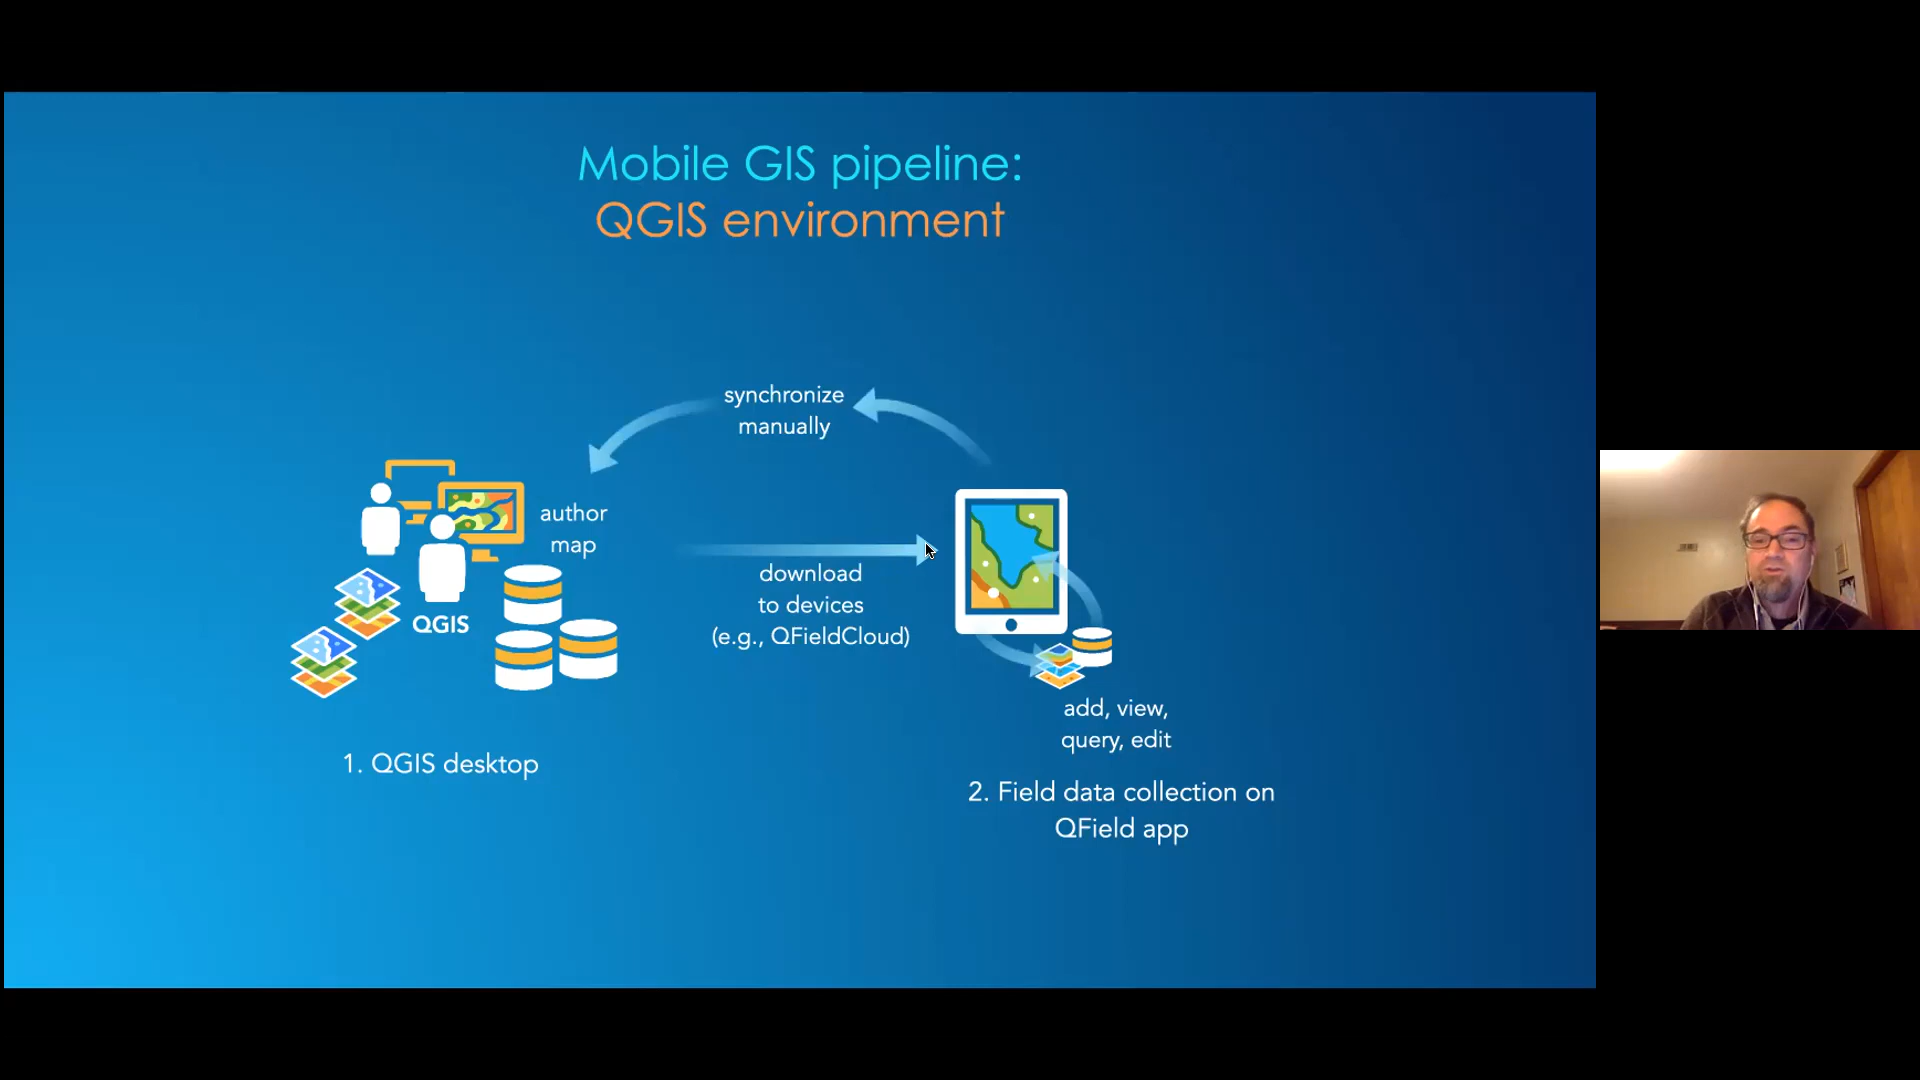 Mobile GIS pipeline:
QGIS environment
synchronize
manually
author
map
QGIS
download
to devices
(e.g., QFieldCloud)
add, view,
query, edit
1. QGIS desktop
2. Field data collection on
QField app